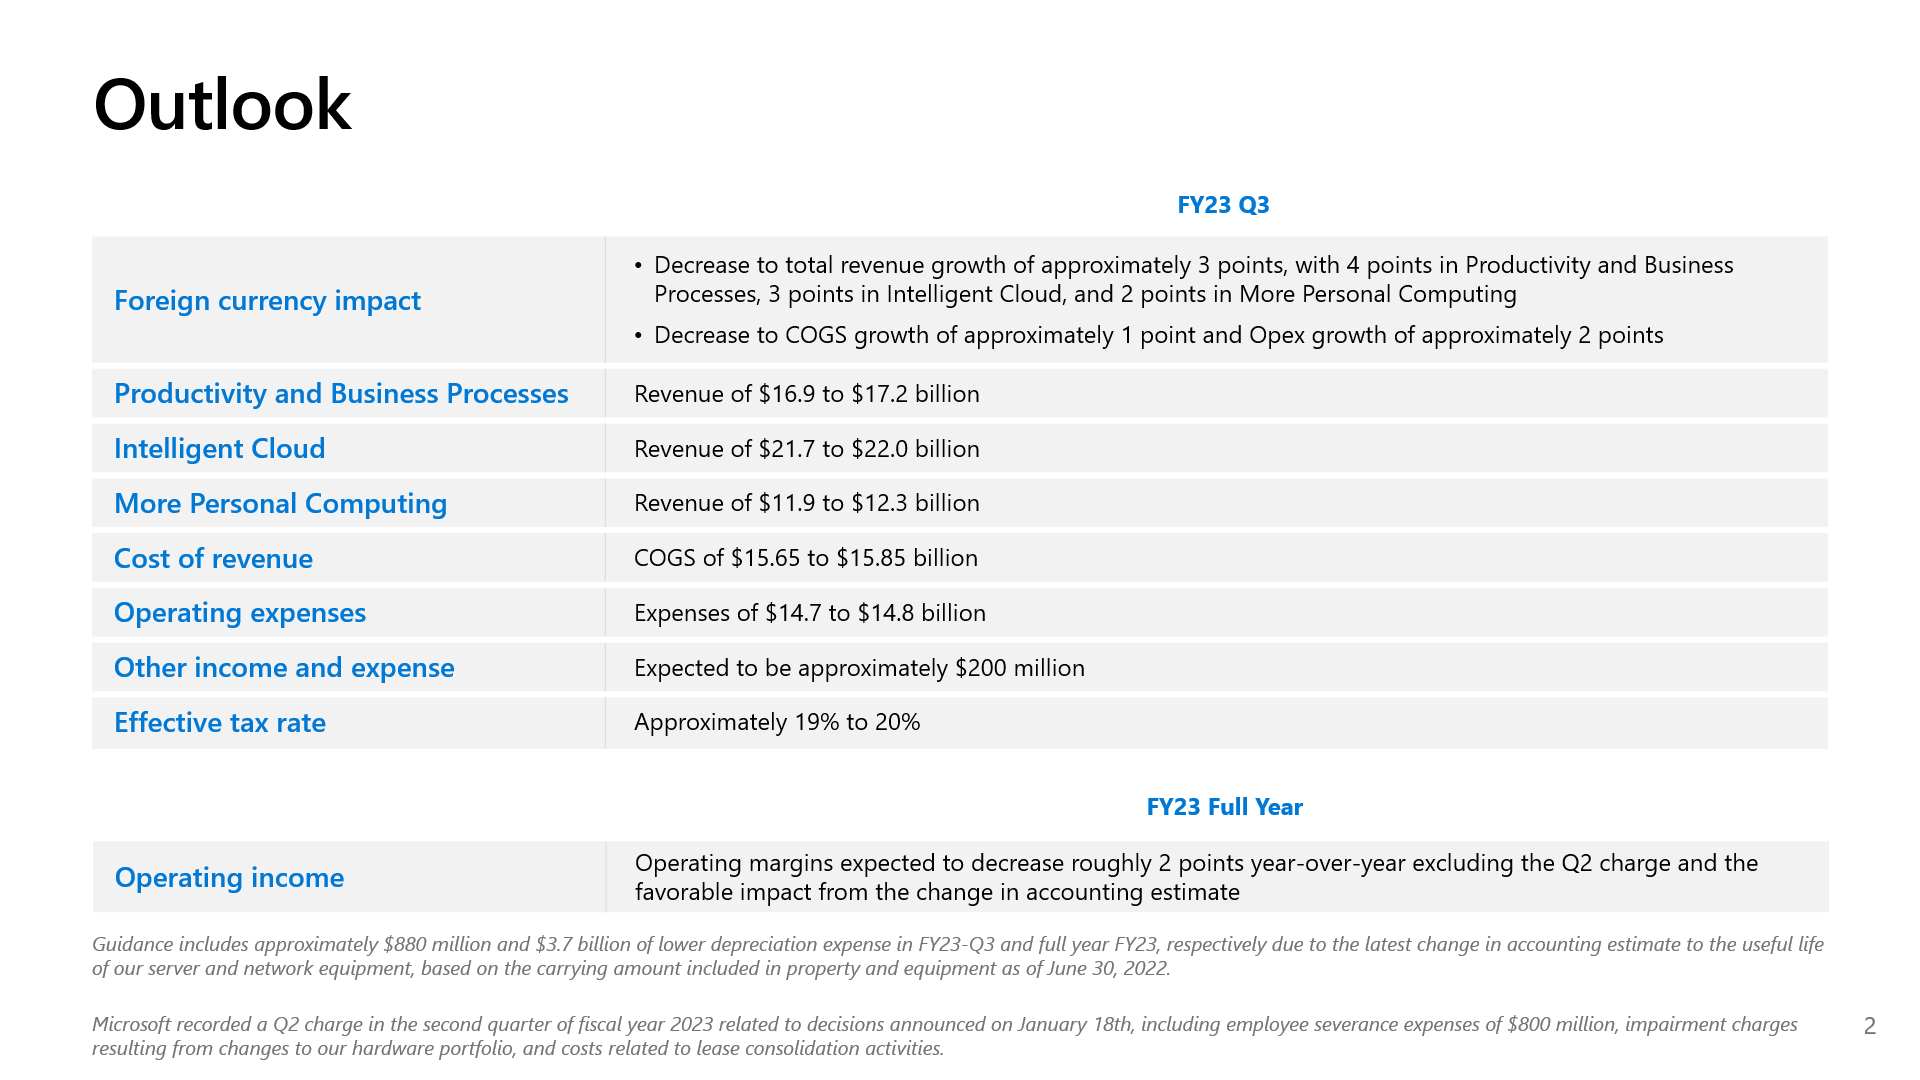 Outlook
FY23 Q3
Foreign currency impact
• Decrease to total revenue growth of approximately 3 points, with 4 points in Productivity and Business
Processes, 3 points in Intelligent Cloud, and 2 points in More Personal Computing
• Decrease to COGS growth of approximately 1 point and Opex growth of approximately 2 points
Productivity and Business Processes
Revenue of $16.9 to $17.2 billion
Intelligent Cloud
Revenue of $21.7 to $22.0 billion
More Personal Computing
Revenue of $11.9 to $12.3 billion
Cost of revenue
COGS of $15.65 to $15.85 billion
Operating expenses
Expenses of $14.7 to $14.8 billion
Other income and expense
Expected to be approximately $200 million
Effective tax rate
Approximately 19% to 20%
FY23 Full Year
Operating income
Operating margins expected to decrease roughly 2 points year-over-year excluding the Q2 charge and the
favorable impact from the change in accounting estimate
Guidance includes approximately $880 million and $3.7 billion of lower depreciation expense in FY23-Q3 and full year FY23, respectively due to the latest change in accounting estimate to the useful life
of our server and network equipment, based on the carrying amount included in property and equipment as of June 30, 2022.
Microsoft recorded a Q2 charge in the second quarter of fiscal year 2023 related to decisions announced on January 18th, including employee severance expenses of $800 million, impairment charges
resulting from changes to our hardware portfolio, and costs related to lease consolidation activities.
2